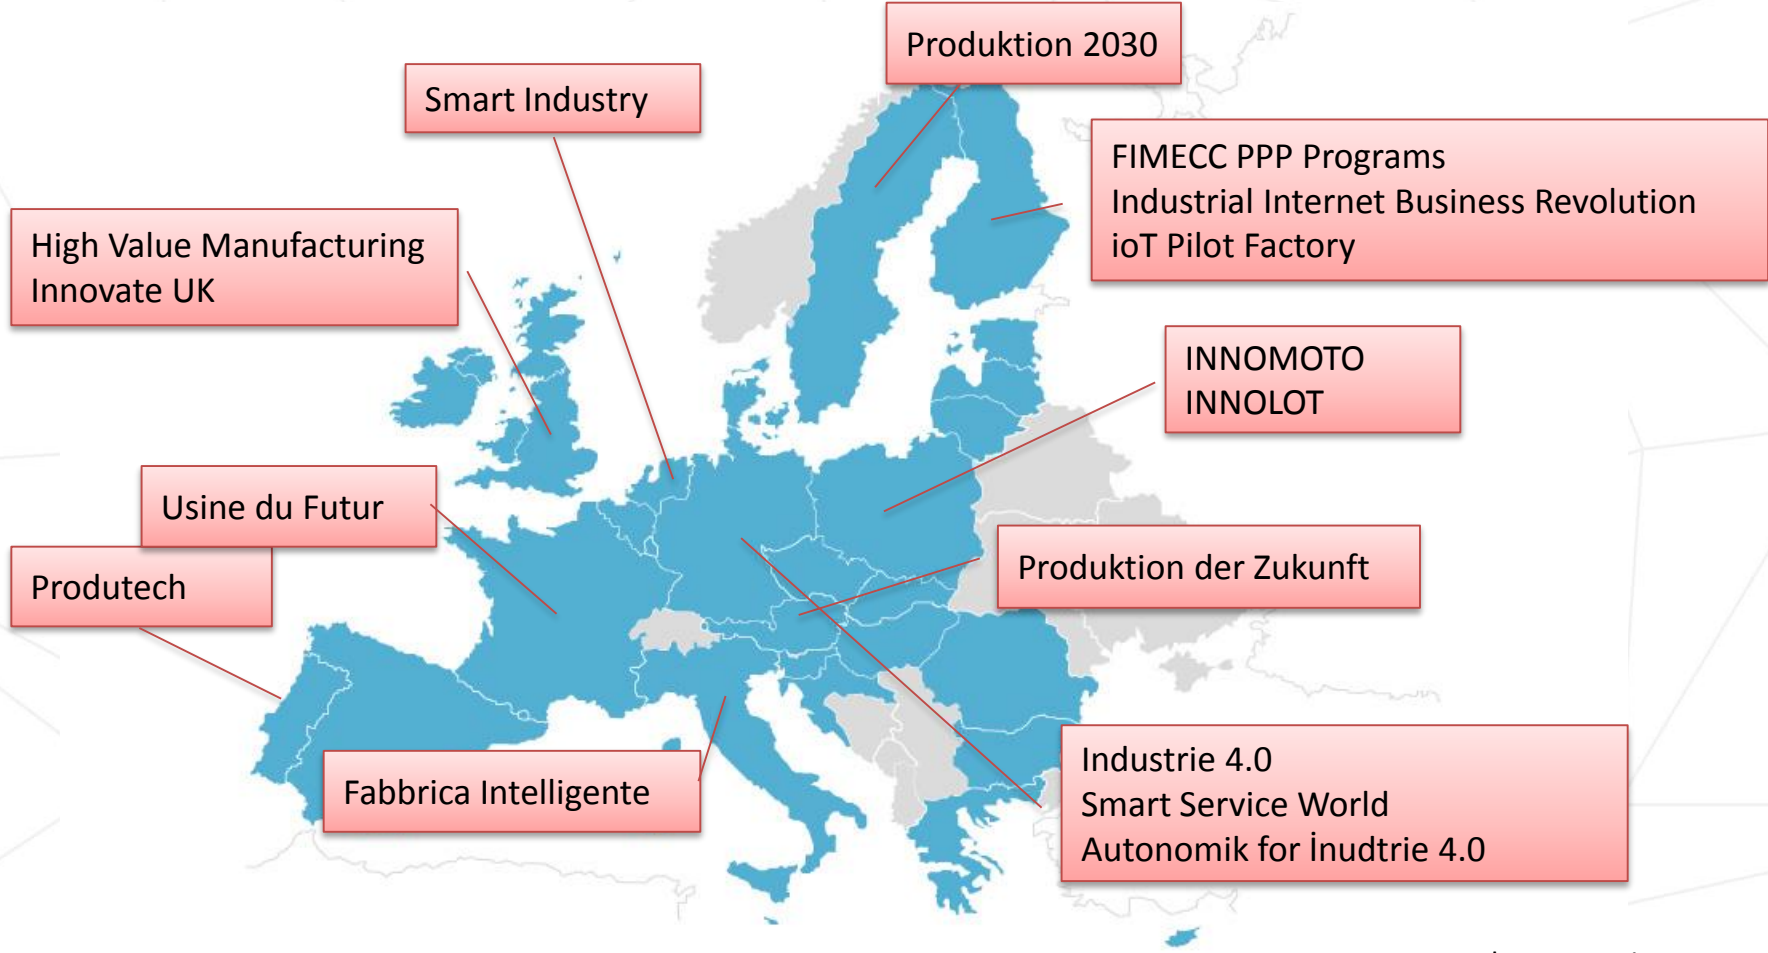 Produktion 2030
Smart Industry
FIMECC PPP Programs
Industrial Internet Business Revolution
ioT Pilot Factory
High Value Manufacturing
Innovate UK
INNOMOTO
INNOLOT
Usine du Futur
Produktion der Zukunft
Produtech
Fabbrica Intelligente
Industrie 4.0
Smart Service World
Autonomik for İnudtrie 4.0